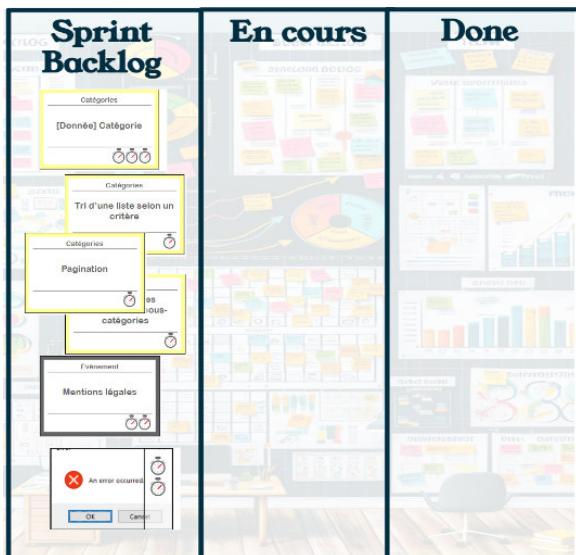 Sprint
Backlog
En cours
Done
Catégories
[Donnée] Catégorie
Catégories
Tri d'une liste selon un
critère
Catégories
Pagination
catégories
Evènement
Mentions légales
An error occurred.
OK
Cancel